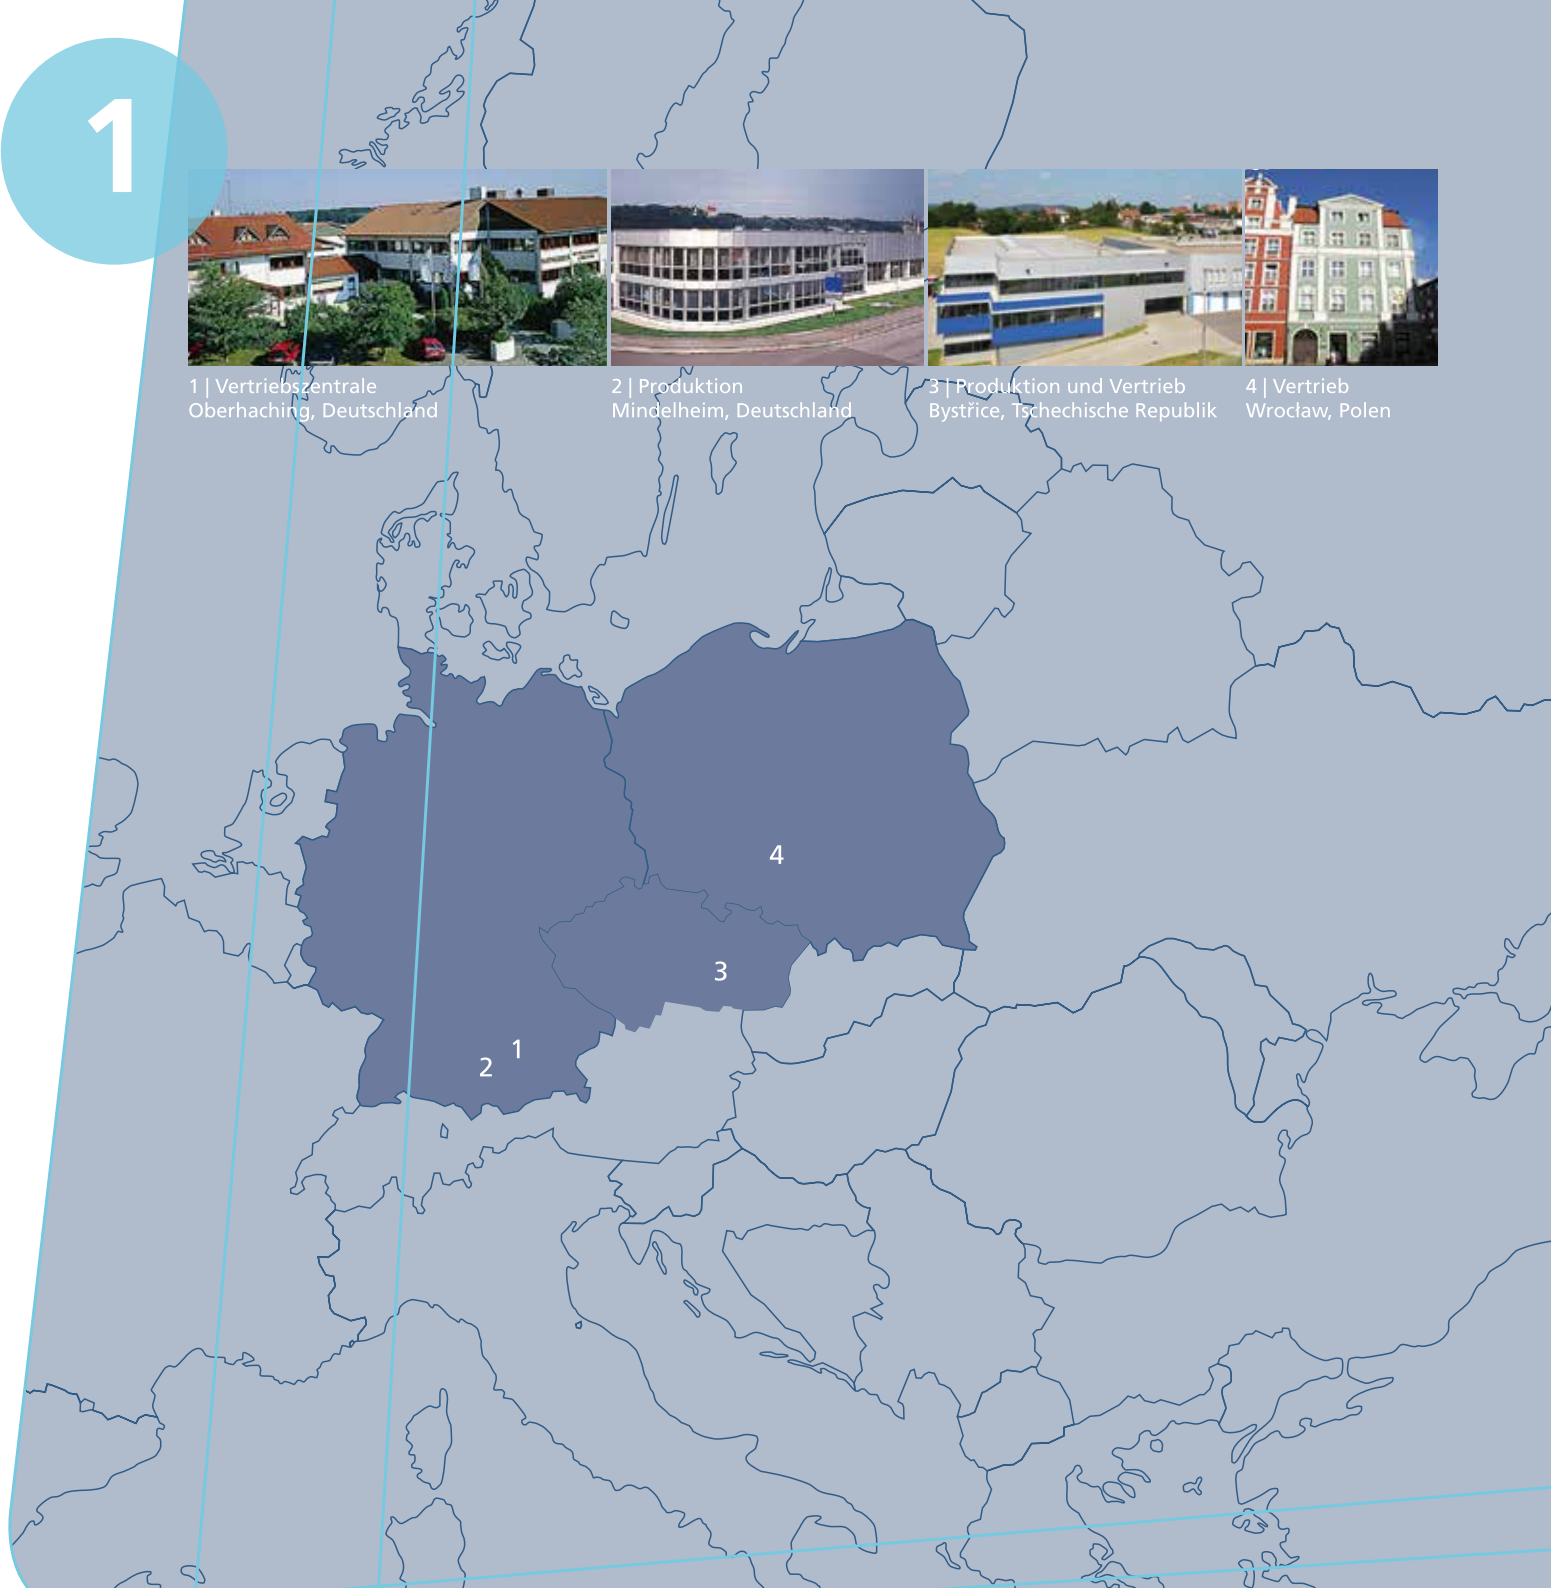 1
1 | Vertriebszentrale
Oberhaching, Deutschland
2 | Produktion
Mindelheim, Deutschland
3 | Produktion und Vertrieb
Bystřice, Tschechische Republik
4 | Vertrieb
Wrocław, Polen
4
3
1
2